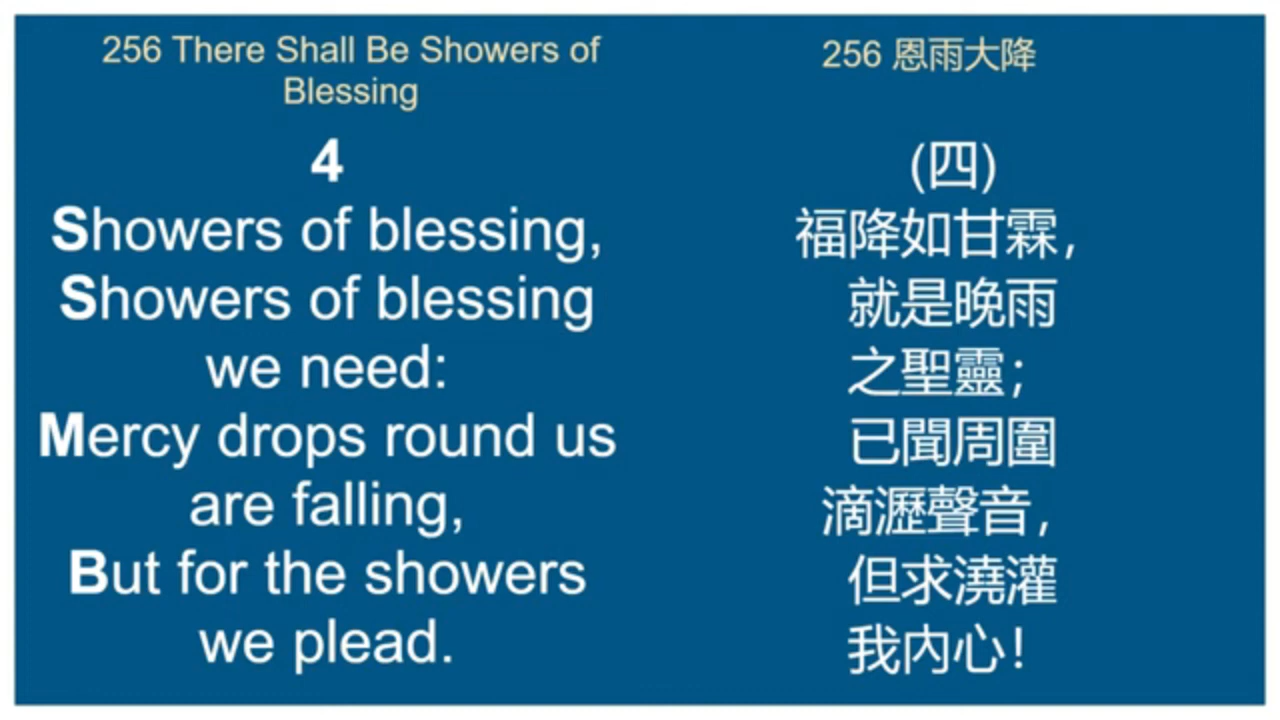 256 There Shall Be Showers of
Blessing
4
Showers of blessing,
Showers of blessing
we need:
Mercy drops round us
are falling,
But for the showers
we plead.
256 恩雨大降
(四)
福降如甘霖，
就是晚雨
之聖靈；
已聞周圍
滴瀝聲音，
但求澆灌
我內心！